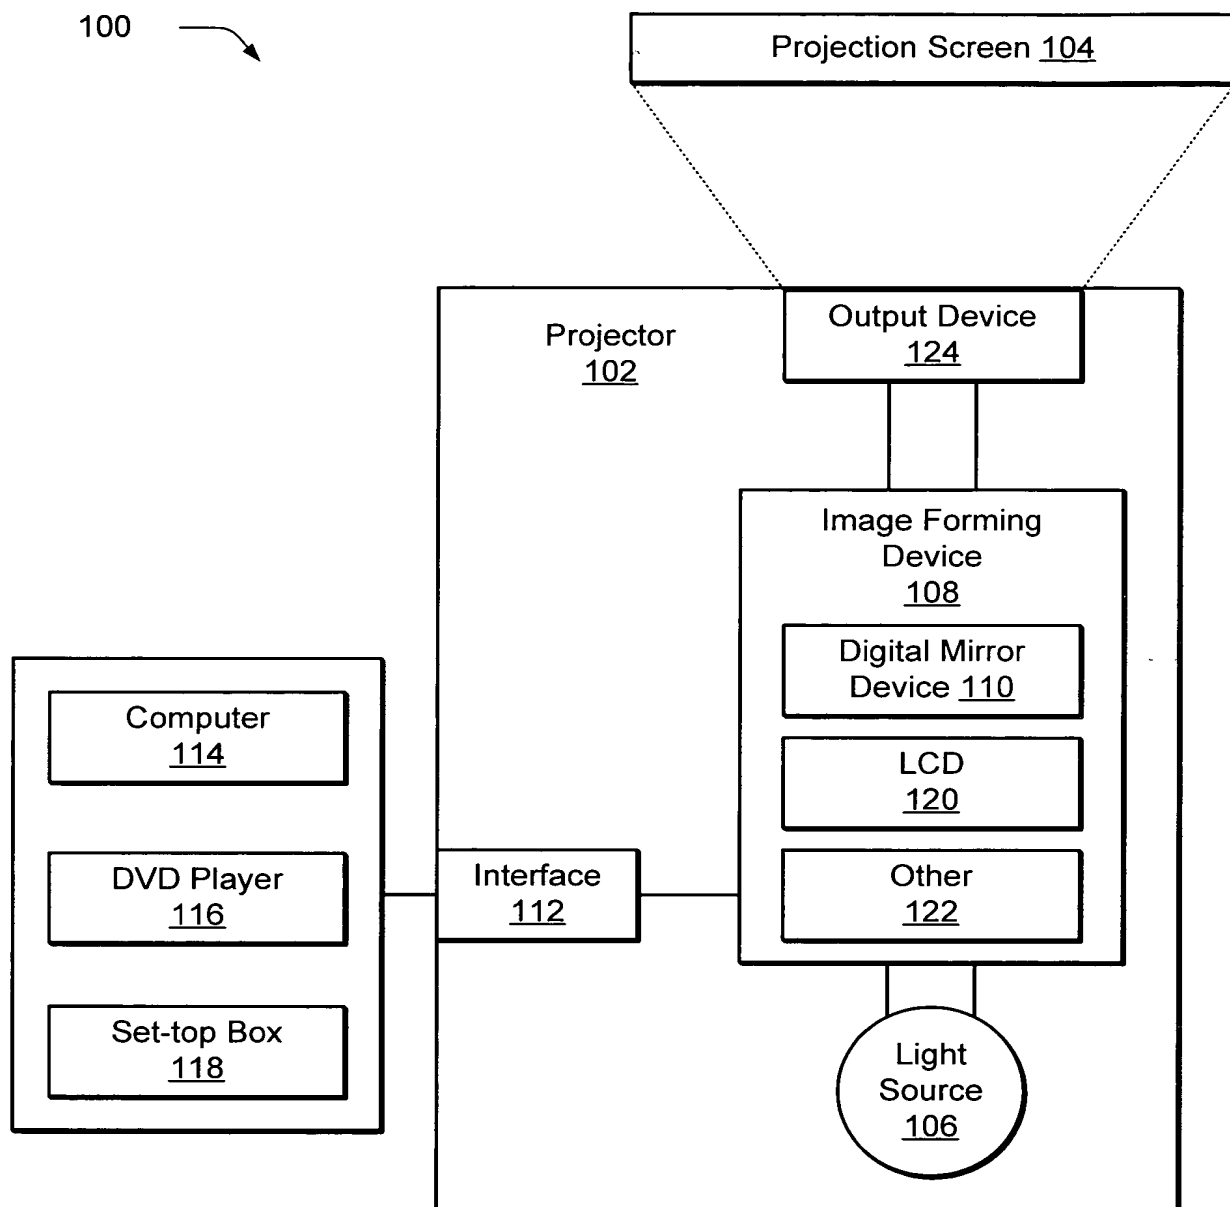 100
Projection Screen 104
Output Device
124
Projector
102
Image Forming
Device
108
Digital Mirror
Device 110
Computer
114
LCD
120
DVD Player
116
Interface
112
Other
122
Set-top Box
118
Light
Source
106